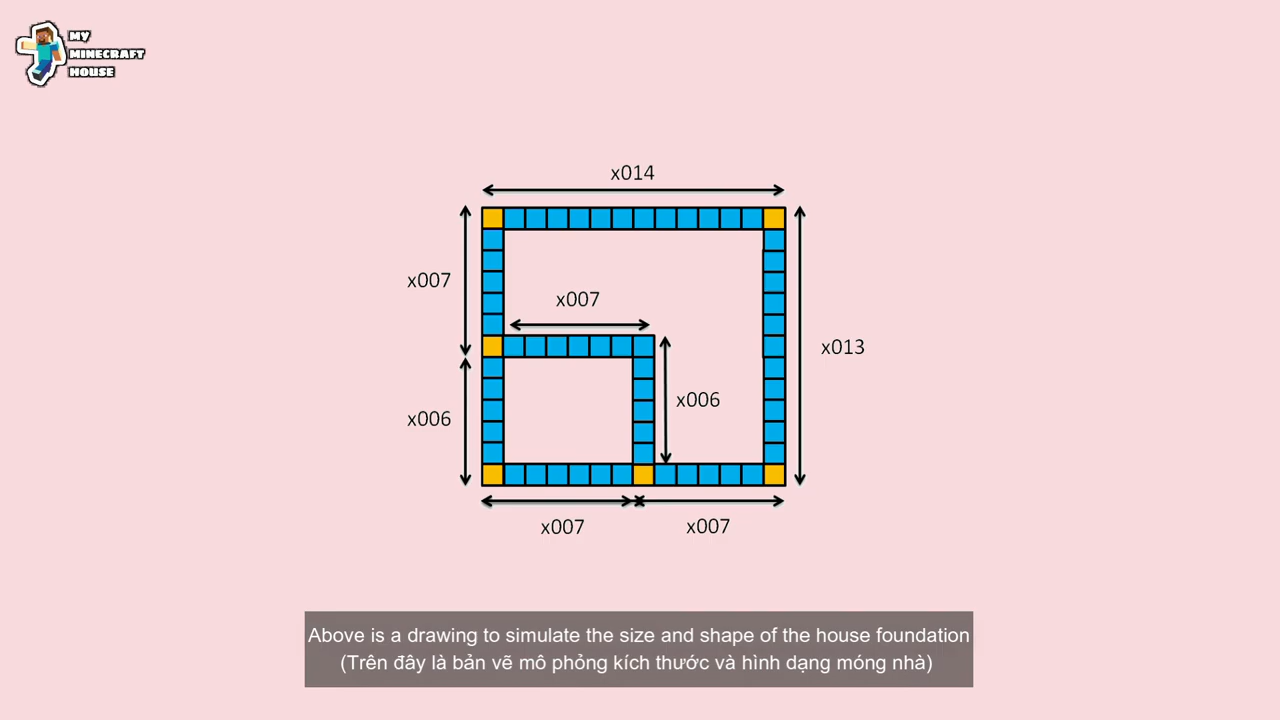 MY
MINECRAFT
HOUSE
x014
x007
x007
x013
x006
x006
x007
x007
Above is a drawing to simulate the size and shape of the house foundation
(Trên đây là bản vẽ mô phỏng kích thước và hình dạng móng nhà)